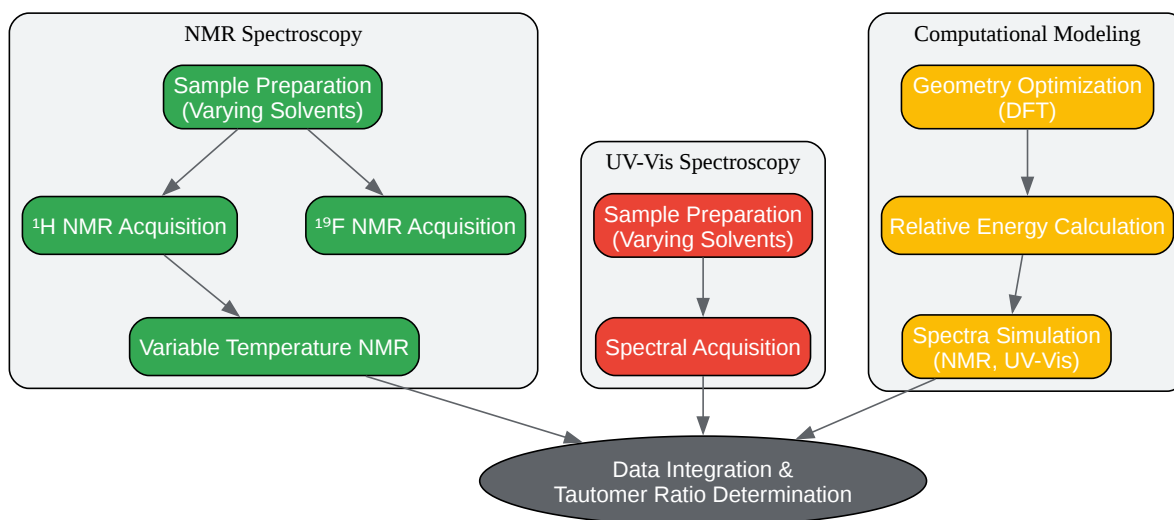 NMR Spectroscopy
Sample Preparation
(Varying Solvents)
¹H NMR Acquisition
¹⁹F NMR Acquisition
Variable Temperature NMR
UV-Vis Spectroscopy
Sample Preparation
(Varying Solvents)
Spectral Acquisition
Computational Modeling
Geometry Optimization
(DFT)
Relative Energy Calculation
Spectra Simulation
(NMR, UV-Vis)
Data Integration &
Tautomer Ratio Determination